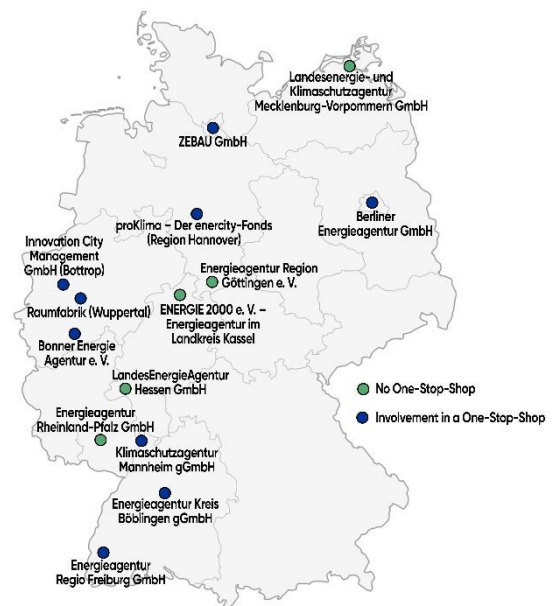 Landesenergie-und
Klimaschutzagentur
Mecklenburg-Vorpommern GmbH
ZEBAU GmbH
Berliner
Energieagentur GmbH
proKlima – Der enercity-Fonds
(Region Hannover)
Innovation City
Management
GmbH (Bottrop)
Energieagentur Region
Göttingen e. V.
Raumfabrik (Wuppertal)
ENERGIE 2000 e. V. –
Energieagentur im
Landkreis Kassel
Bonner Energie
Agentur e. V.
LandesEnergieAgentur
Hessen GmbH
No One-Stop-Shop
Involvement in a One-Stop-Shop
Energieagentur
Rheinland-Pfalz GmbH
Klimaschutzagentur
Mannheim gGmbH
Energieagentur Kreis
Böblingen gGmbH
Energieagentur
Regio Freiburg GmbH